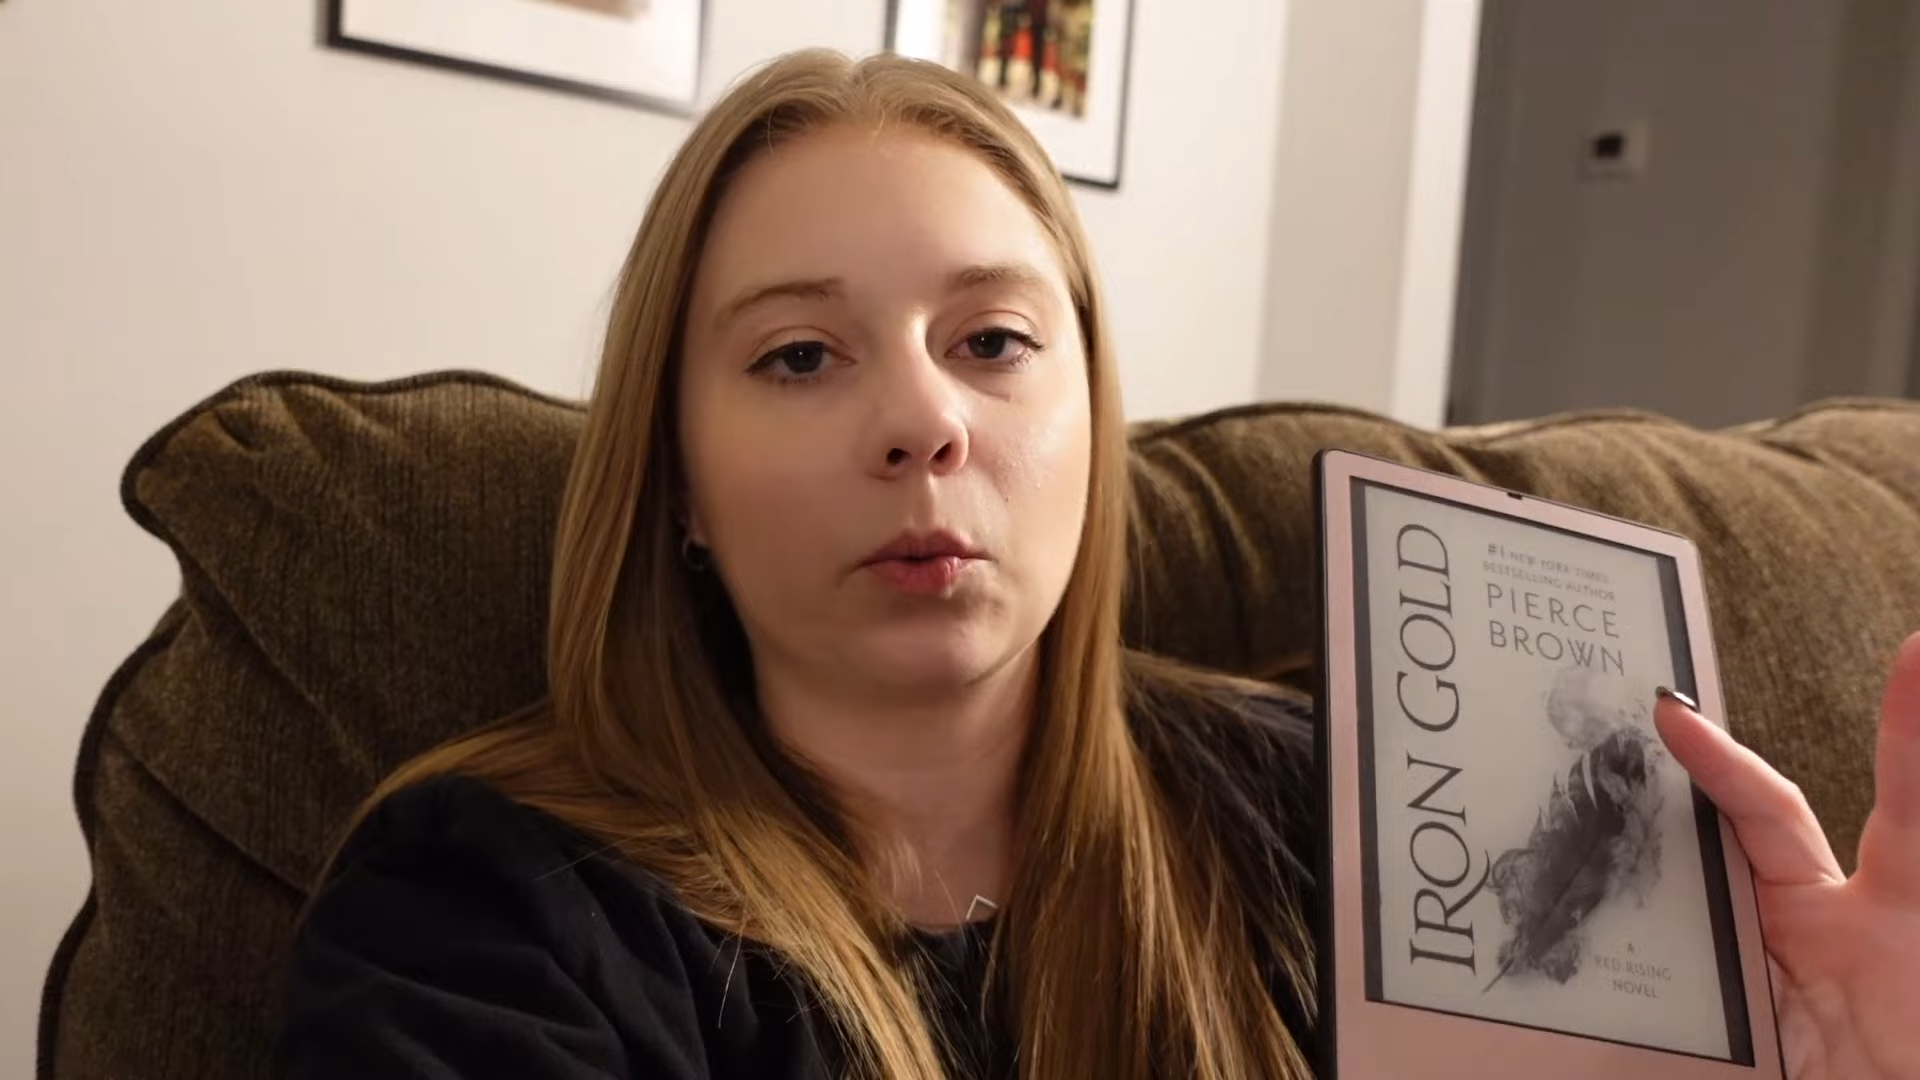 IRON GOLD
#1 NEW YORK TIMES
BESTSELLING AUTHOR
PIERCE
BROWN
A
RED RISING
NOVEL